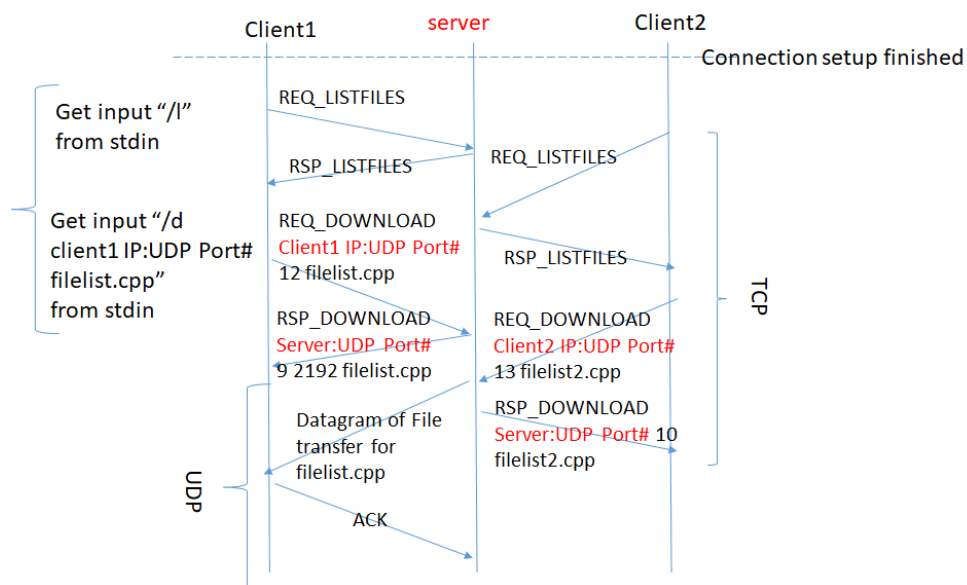 Client1
server
Client2
Connection setup finished
Get input “/l”
from stdin
REQ_LISTFILES
RSP_LISTFILES
REQ_LISTFILES
Get input “/d
client1 IP:UDP Port#
filelist.cpp”
from stdin
REQ_DOWNLOAD
Client1 IP:UDP Port#
12 filelist.cpp
RSP_LISTFILES
TCP
RSP_DOWNLOAD
Server:UDP Port#
9 2192 filelist.cpp
REQ_DOWNLOAD
Client2 IP:UDP Port#
13 filelist2.cpp
Datagram of File
transfer for
filelist.cpp
RSP_DOWNLOAD
Server:UDP Port# 10
filelist2.cpp
UDP
ACK